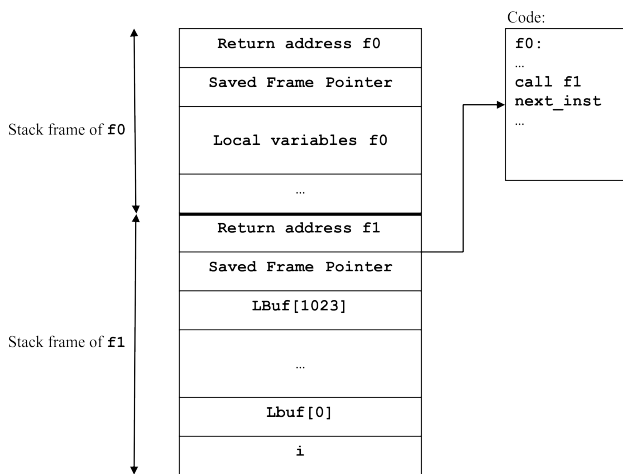 Code:
Return address f0
f0:
…
Saved Frame Pointer
call f1
next_inst
…
Stack frame of f0
Local variables f0
…
Return address f1
Saved Frame Pointer
LBuf[1023]
Stack frame of f1
…
Lbuf[0]
i